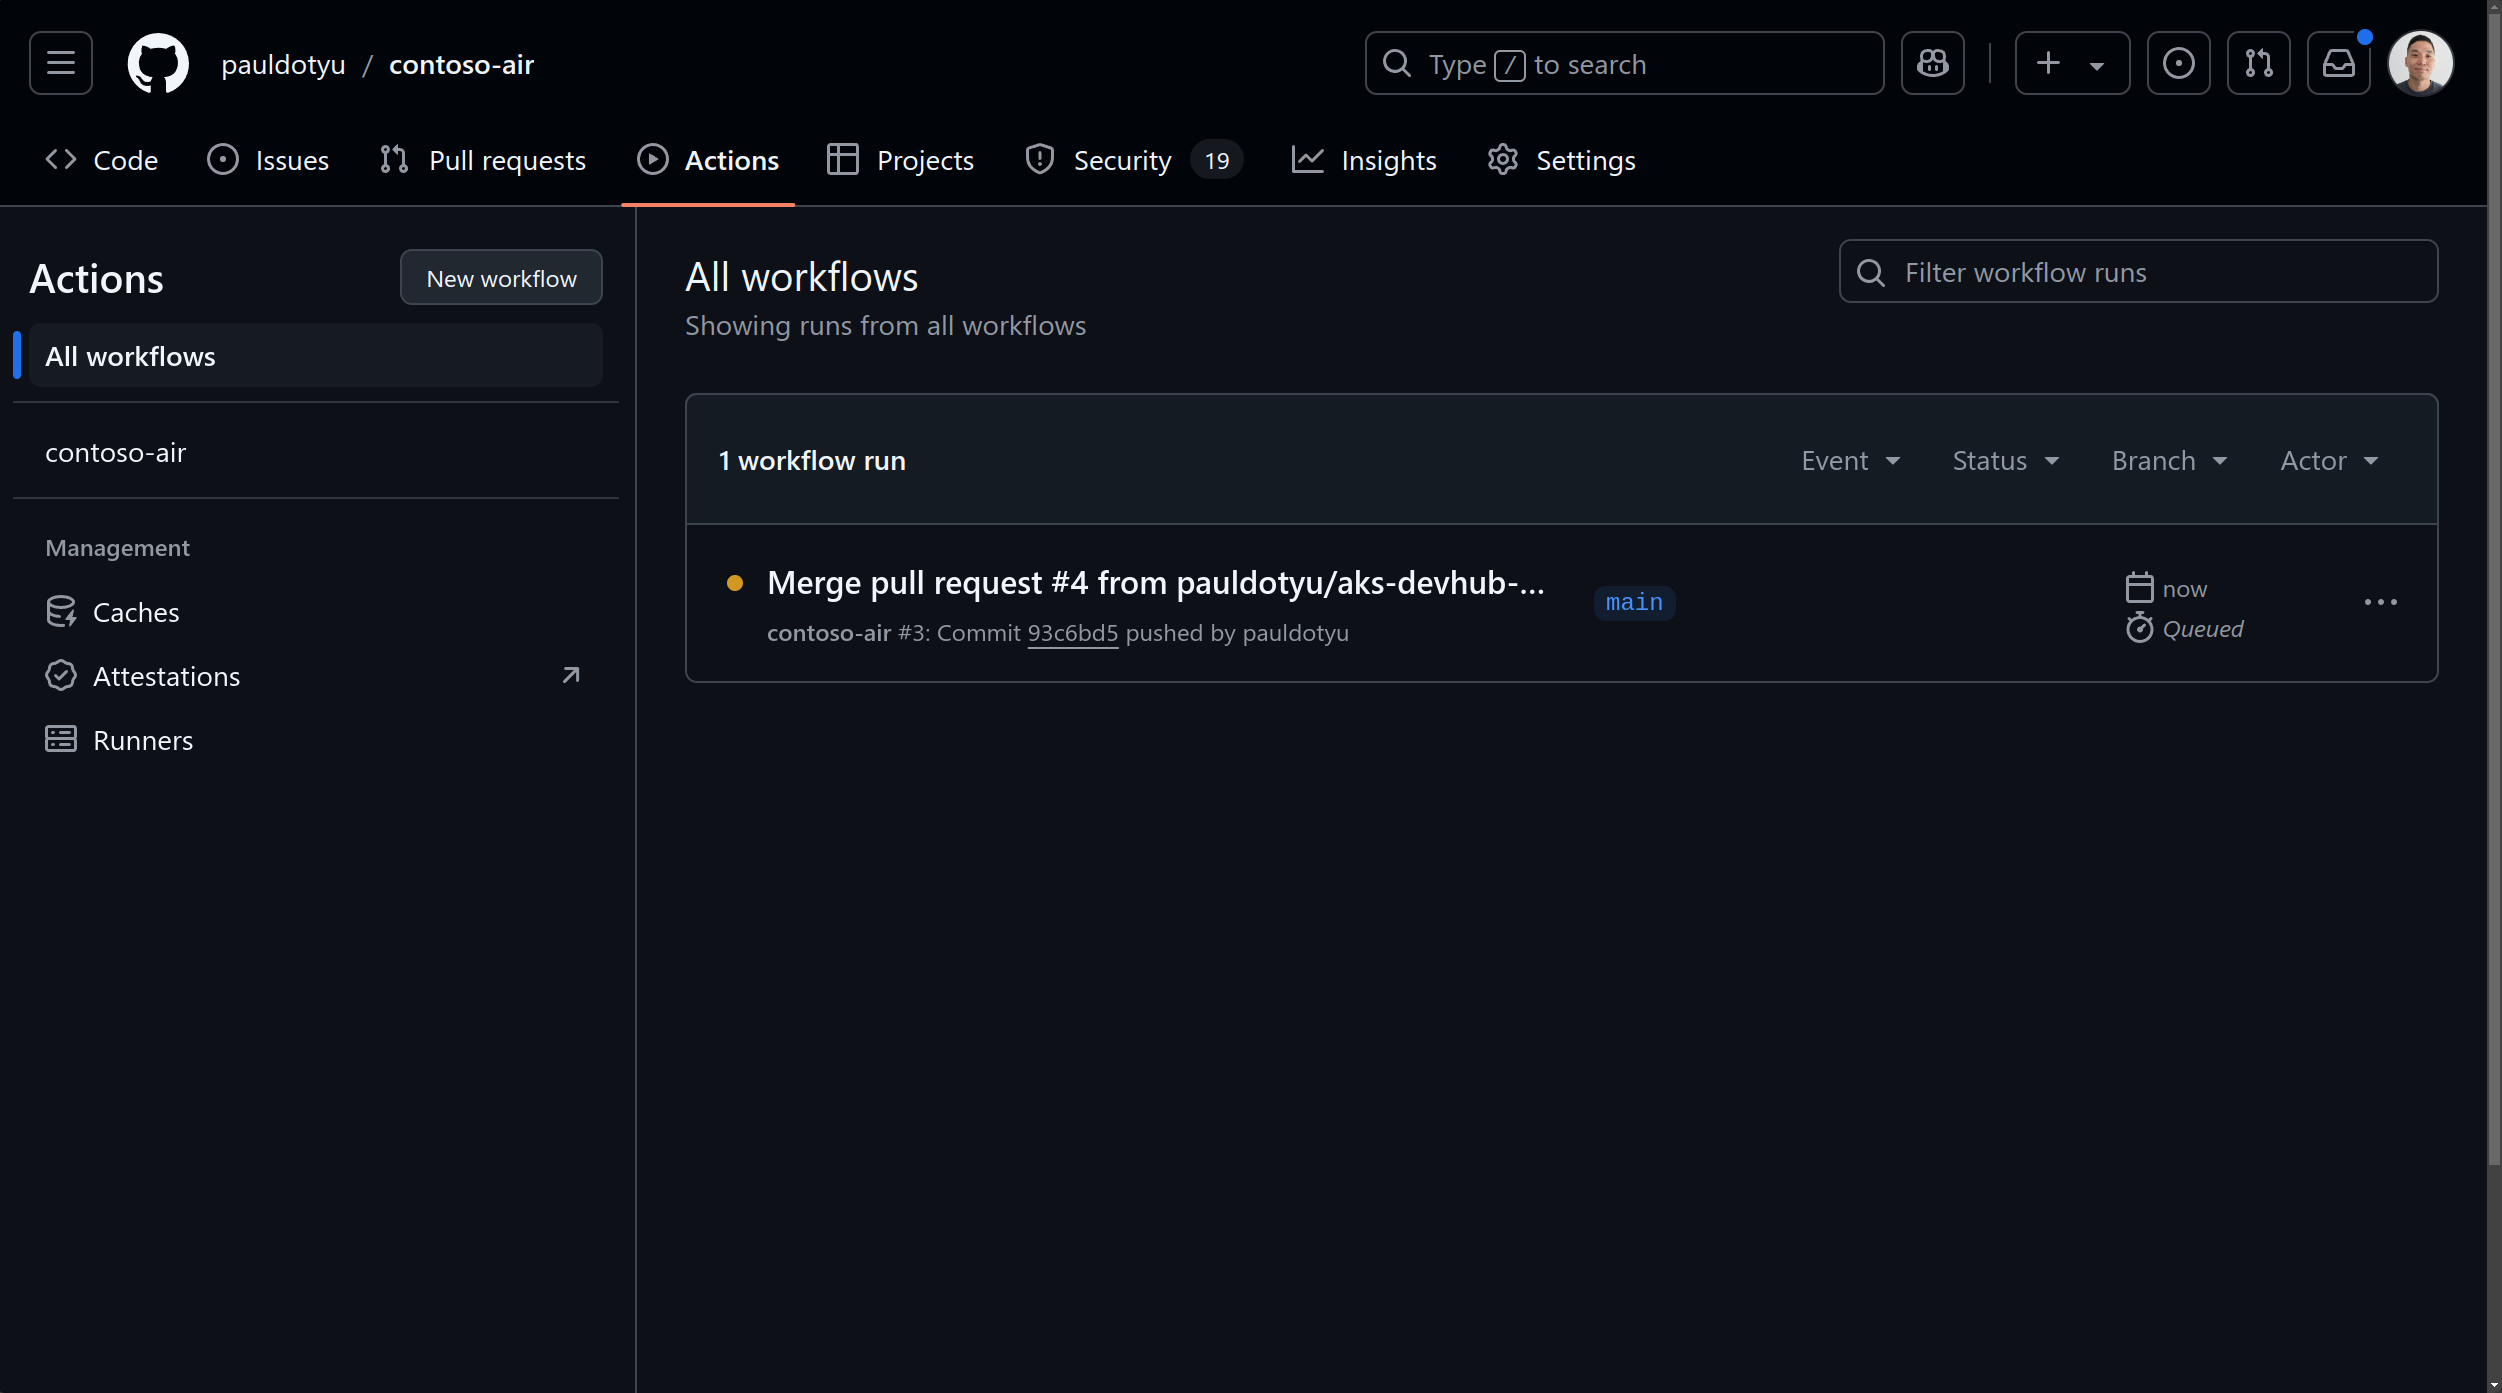 pauldotyu / contoso-air
Type / to search
Code Issues Pull requests Actions Projects Security 19 Insights Settings
Actions
New workflow
All workflows
contoso-air
Management
Caches
Attestations
Runners
All workflows
Showing runs from all workflows
Filter workflow runs
1 workflow run
Event Status Branch Actor
Merge pull request #4 from pauldotyu/aks-devhub-...
contoso-air #3: Commit 93c6bd5 pushed by pauldotyu
main
now
Queued